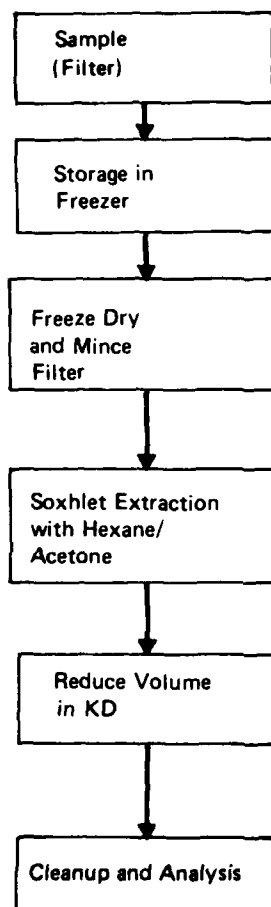 Sample
(Filter)
Storage in
Freezer
Freeze Dry
and Mince
Filter
Soxhlet Extraction
with Hexane/
Acetone
Reduce Volume
in KD
Cleanup and Analysis